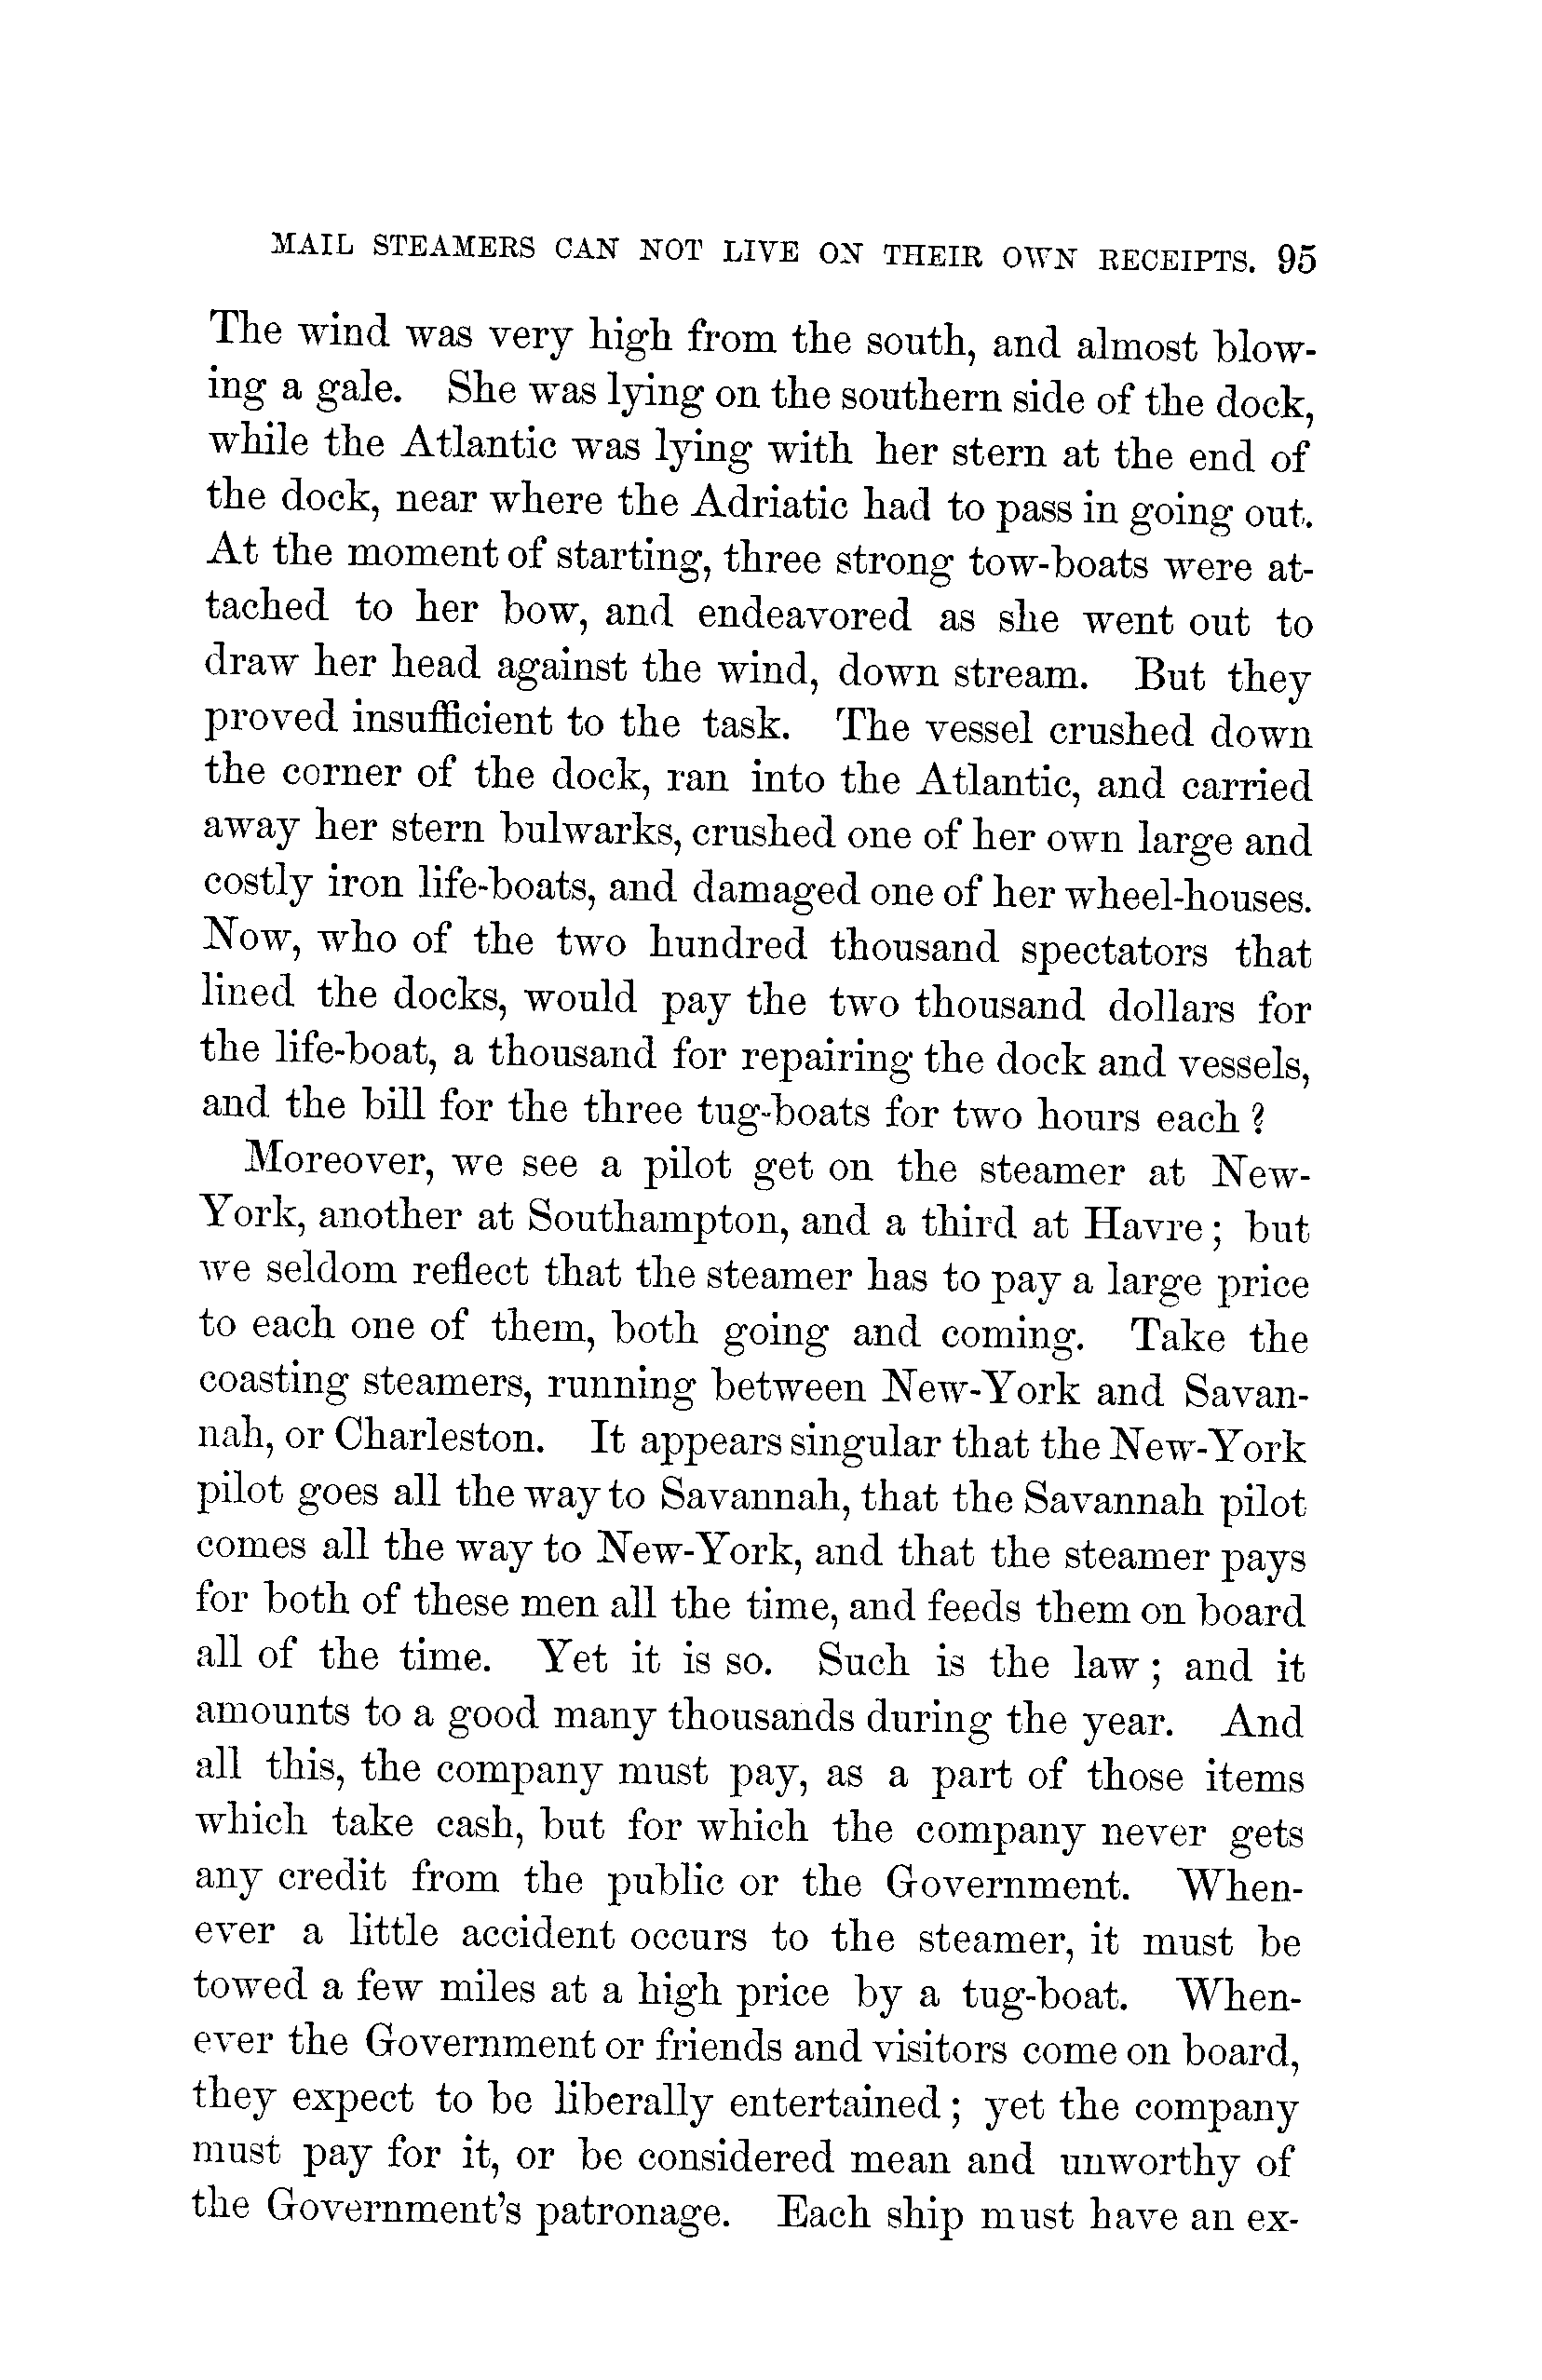 MAIL STEAMERS CAN NOT LIVE ON THEIR OWN RECEIPTS. 95
The wind was very high from the south, and almost blow-
ing a gale. She was lying on the southern side of the dock,
while the Atlantic was lying with her stern at the end of
the dock, near where the Adriatic had to pass in going out.
At the moment of starting, three strong tow-boats were at-
tached to her bow, and endeavored as she went out to
draw her head against the wind, down stream. But they
proved insufficient to the task. The vessel crushed down
the corner of the dock, ran into the Atlantic, and carried
away her stern bulwarks, crushed one of her own large and
costly iron life-boats, and damaged one of her wheel-houses.
Now, who of the two hundred thousand spectators that
lined the docks, would pay the two thousand dollars for
the life-boat, a thousand for repairing the dock and vessels,
and the bill for the three tug-boats for two hours each ?
Moreover, we see a pilot get on the steamer at New-
York, another at Southampton, and a third at Havre; but
we seldom reflect that the steamer has to pay a large price
to each one of them, both going and coming. Take the
coasting steamers, running between New-York and Savan-
nah, or Charleston. It appears singular that the New-York
pilot goes all the way to Savannah, that the Savannah pilot
comes all the way to New-York, and that the steamer pays
for both of these men all the time, and feeds them on board
all of the time. Yet it is so. Such is the law; and it
amounts to a good many thousands during the year. And
all this, the company must pay, as a part of those items
which take cash, but for which the company never gets
any credit from the public or the Government. When-
ever a little accident occurs to the steamer, it must be
towed a few miles at a high price by a tug-boat. When-
ever the Government or friends and visitors come on board,
they expect to be liberally entertained; yet the company
must pay for it, or be considered mean and unworthy of
the Government's patronage. Each ship must have an ex-